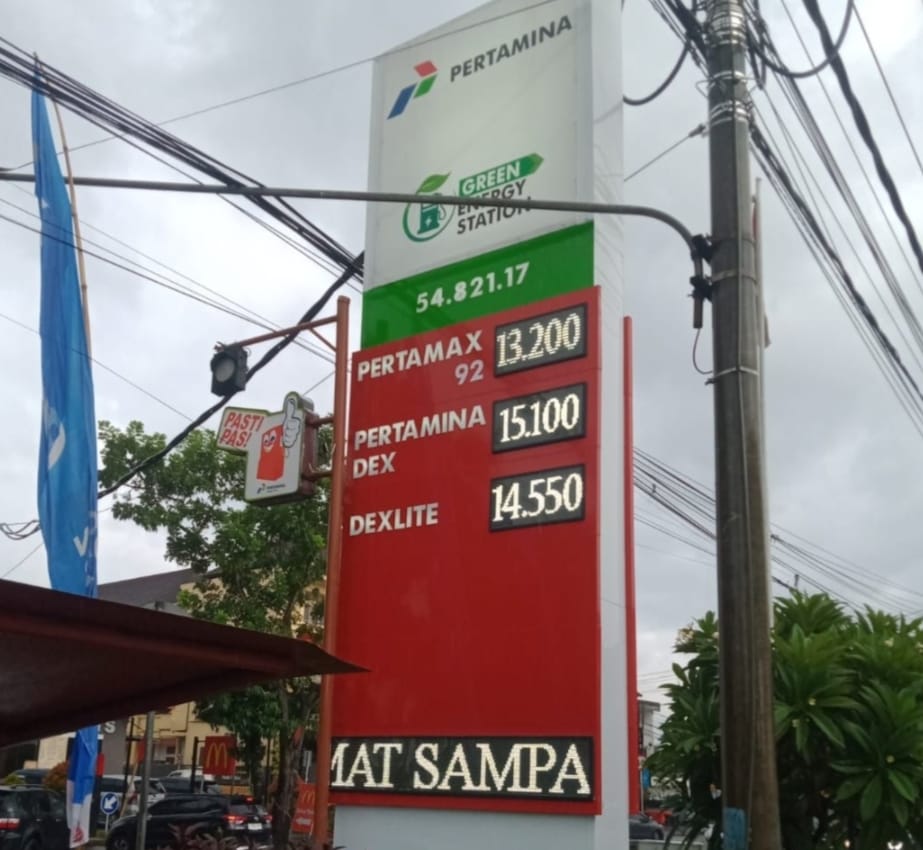 PERTAMINA
GREEN
ENERGY
STATION
54.821.17
PERTAMAX
92
13.200
PERTAMINA
DEX
15.100
DEXLITE
14.550
MAT SAMPA
PASTI
PAS!
PERTAMINA